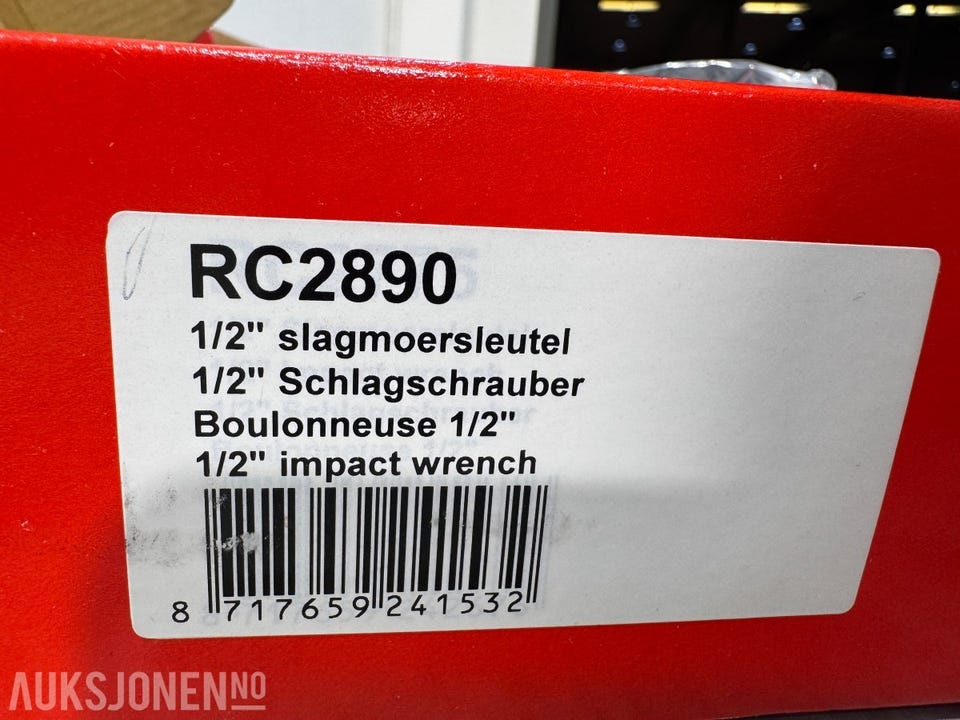 RC2890
1/2" slagmoersleutel
1/2" Schlagschrauber
Boulonneuse 1/2"
1/2" impact wrench
8 717659 241532
AUKSJONEN NO